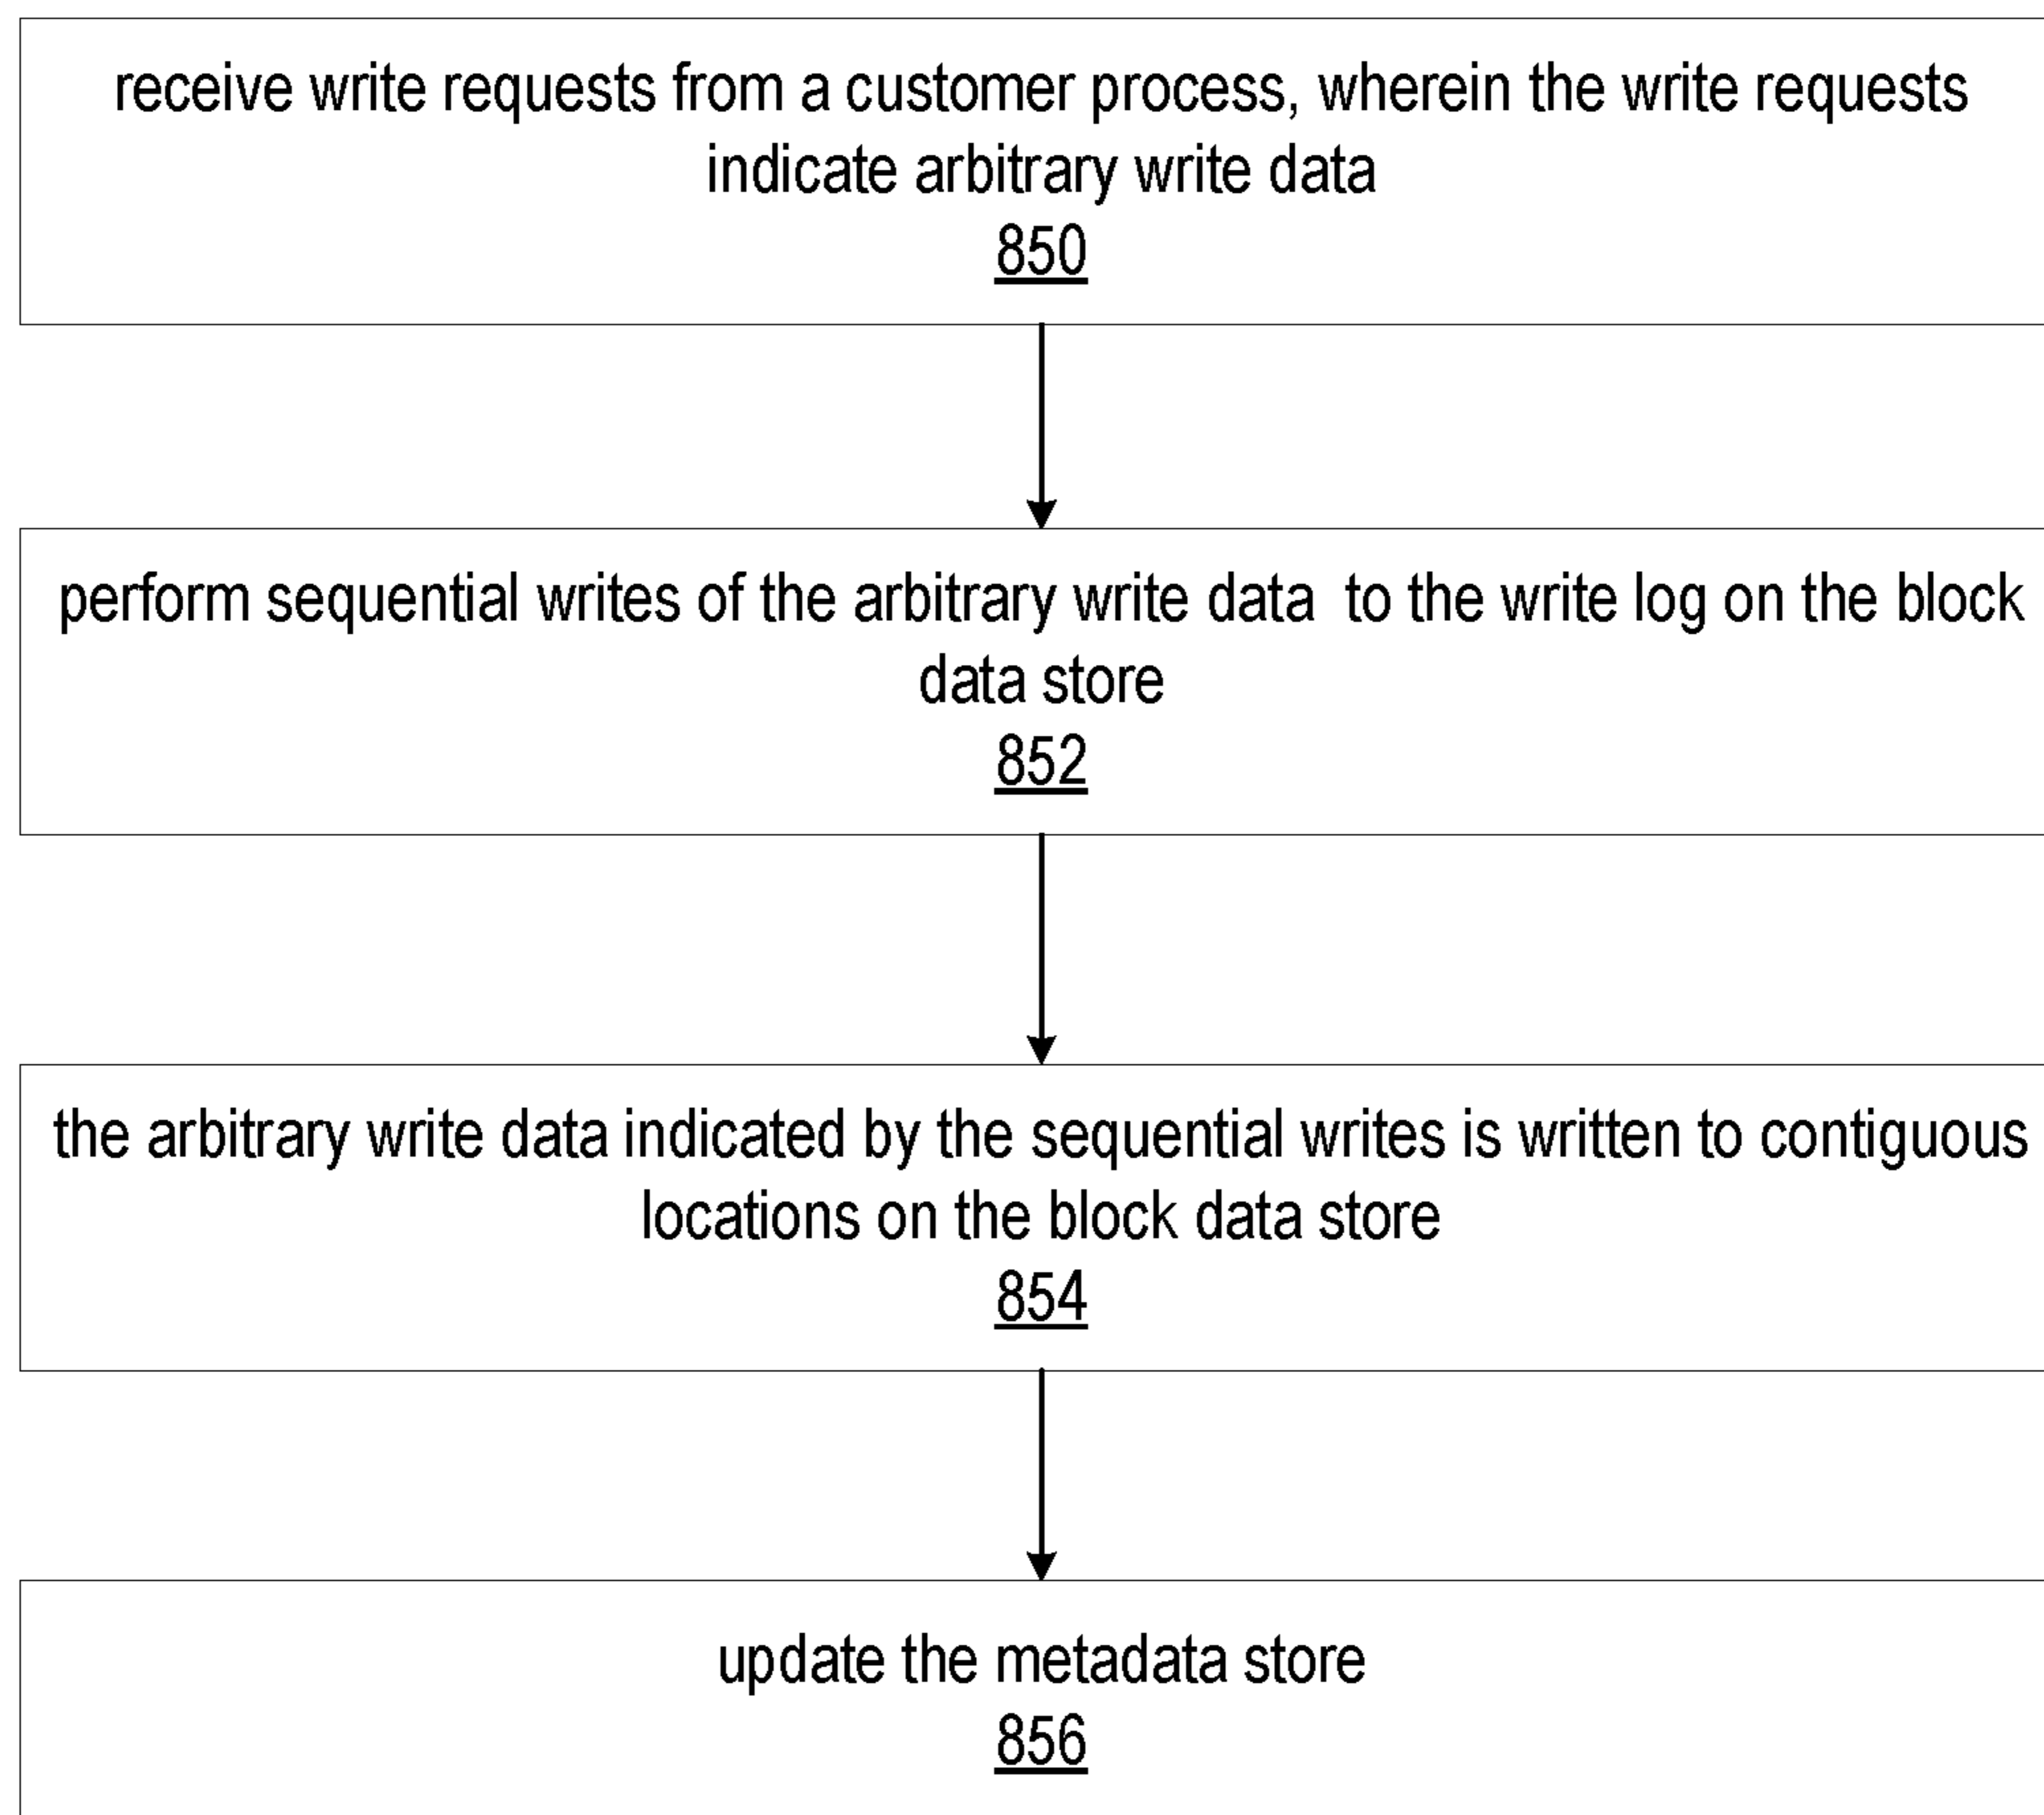 receive write requests from a customer process, wherein the write requests
indicate arbitrary write data
850
perform sequential writes of the arbitrary write data  to the write log on the block
data store
852
the arbitrary write data indicated by the sequential writes is written to contiguous
locations on the block data store
854
update the metadata store
856